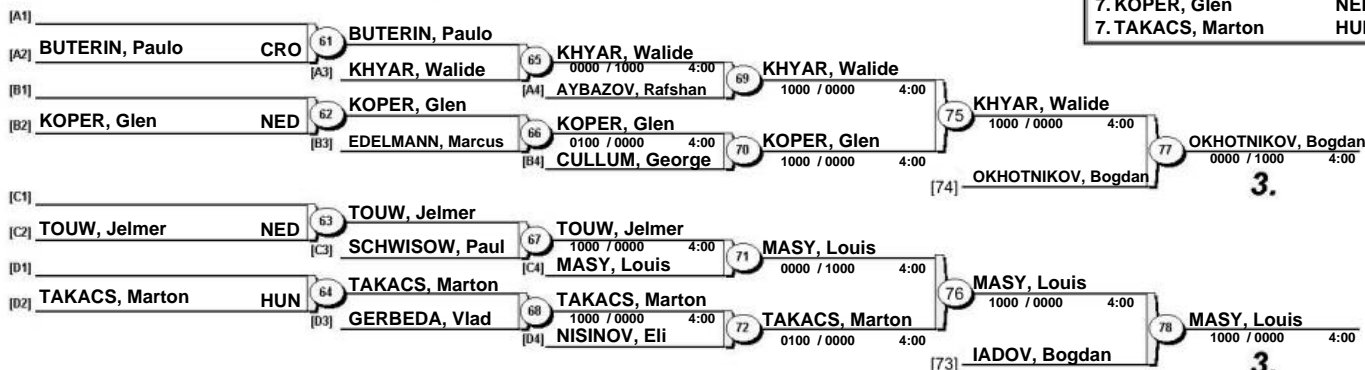 7. KOPER, Glen
7. TAKACS, Marton HUN
[A1]
[A2] BUTERIN, Paulo CRO
61
BUTERIN, Paulo
[A3] KHYAR, Walide
65
KHYAR, Walide
0000 / 1000 4:00
[A4] AYBAZOV, Rafshan
69
KHYAR, Walide
1000 / 0000 4:00
[B1]
[B2] KOPER, Glen NED
62
KOPER, Glen
[B3] EDELMANN, Marcus
66
KOPER, Glen
0100 / 0000 4:00
[B4] CULLUM, George
70
KOPER, Glen
1000 / 0000 4:00
75
KHYAR, Walide
1000 / 0000 4:00
[74] OKHOTNIKOV, Bogdan
77
OKHOTNIKOV, Bogdan
0000 / 1000 4:00
3.
[C1]
[C2] TOUW, Jelmer NED
63
TOUW, Jelmer
[C3] SCHWISOW, Paul
67
TOUW, Jelmer
1000 / 0000 4:00
[C4] MASY, Louis
71
MASY, Louis
0000 / 1000 4:00
[D1]
[D2] TAKACS, Marton HUN
64
TAKACS, Marton
[D3] GERBEDA, Vlad
68
TAKACS, Marton
1000 / 0000 4:00
[D4] NISINOV, Eli
72
TAKACS, Marton
0100 / 0000 4:00
76
MASY, Louis
1000 / 0000 4:00
[73] IADOV, Bogdan
78
MASY, Louis
1000 / 0000 4:00
3.